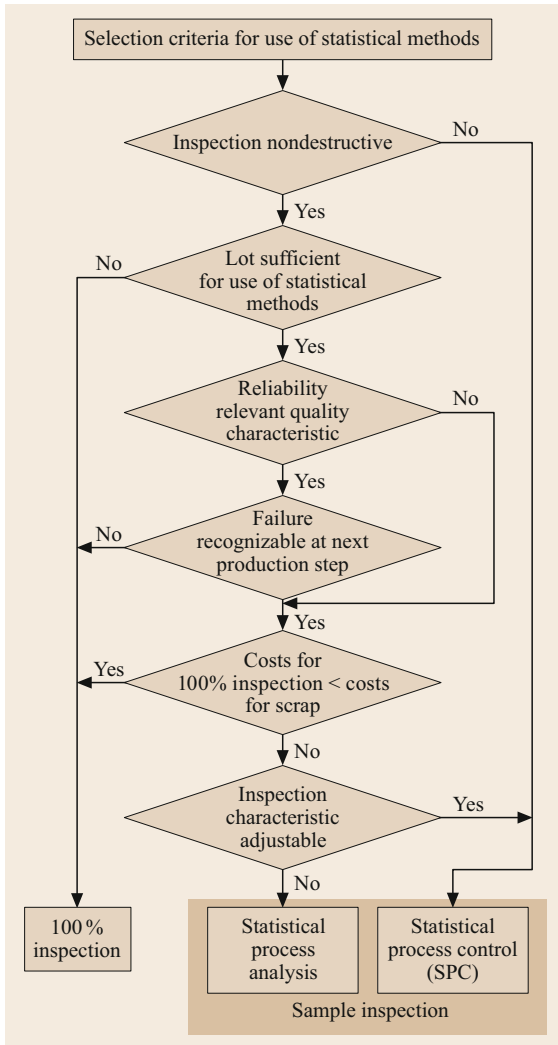 Selection criteria for use of statistical methods
No
Inspection nondestructive
Yes
No
Lot sufficient
for use of statistical
methods
Yes
Reliability
relevant quality
characteristic
No
Yes
Failure
recognizable at next
production step
No
Yes
Costs for
100% inspection < costs
for scrap
Yes
No
Inspection
characteristic
adjustable
Yes
No
100 %
inspection
Statistical
process
analysis
Statistical
process control
(SPC)
Sample inspection